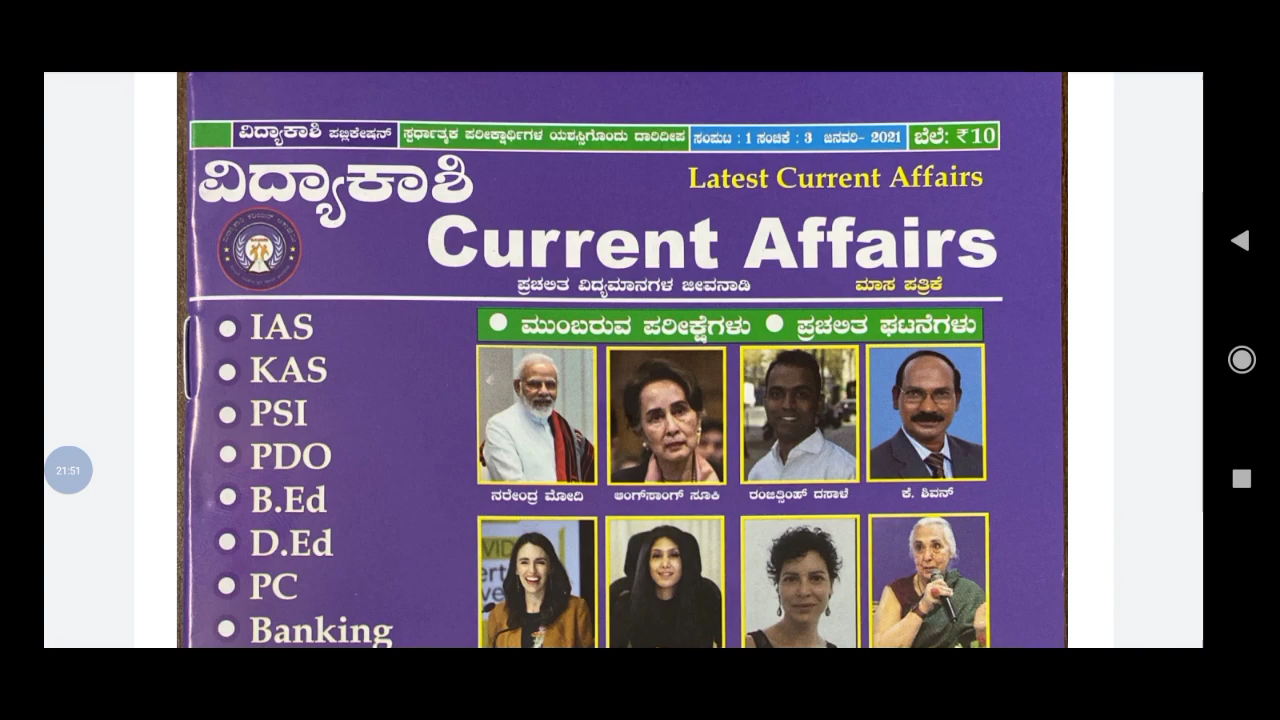 ವಿದ್ಯಾಕಾಶಿ ಪಬ್ಲಿಕೇಷನ್ ಸ್ಪರ್ಧಾತ್ಮಕ ಪರೀಕ್ಷಾರ್ಥಿಗಳ ಯಶಸ್ಸಿಗೊಂದು ದಾರಿದೀಪ ಸಂಪುಟ : 1 ಸಂಚಿಕೆ : 3 ಜನವರಿ- 2021 ಬೆಲೆ: ₹10
ವಿದ್ಯಾಕಾಶಿ
Latest Current Affairs
Current Affairs
ಪ್ರಚಲಿತ ವಿದ್ಯಮಾನಗಳ ಜೀವನಾಡಿ ಮಾಸ ಪತ್ರಿಕೆ
● IAS
● KAS
● PSI
● PDO
● B.Ed
● D.Ed
● PC
● Banking
● ಮುಂಬರುವ ಪರೀಕ್ಷೆಗಳು ● ಪ್ರಚಲಿತ ಘಟನೆಗಳು
ನರೇಂದ್ರ ಮೋದಿ ಆಂಗ್‌ಸಾಂಗ್ ಸೂಕಿ ರಂಜಿತ್ಸಿಂಹ್ ದಸಾಳೆ ಕೆ. ಶಿವನ್
21:51